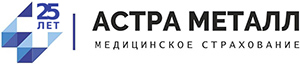 25
ЛЕТ
АСТРА МЕТАЛЛ
МЕДИЦИНСКОЕ СТРАХОВАНИЕ